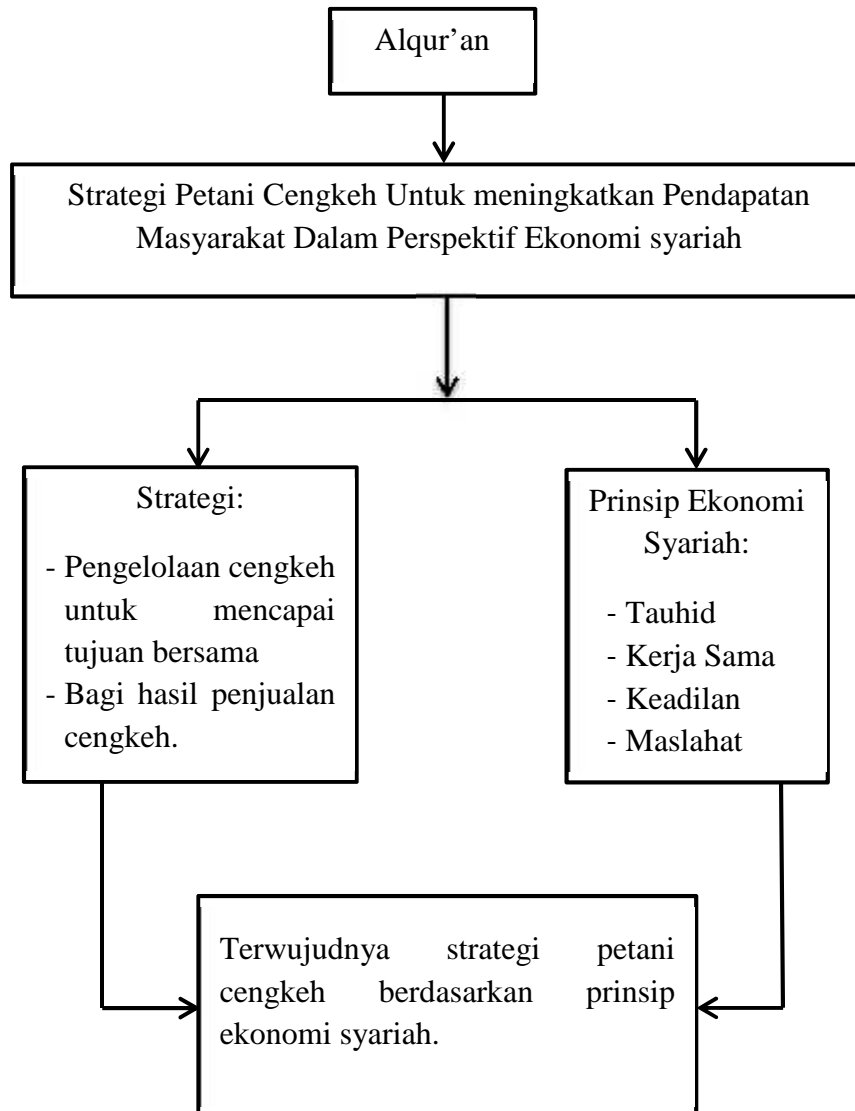 Alqur’an
Strategi Petani Cengkeh Untuk meningkatkan Pendapatan
Masyarakat Dalam Perspektif Ekonomi syariah
Strategi:
- Pengelolaan cengkeh
untuk mencapai
tujuan bersama
- Bagi hasil penjualan
cengkeh.
Prinsip Ekonomi
Syariah:
- Tauhid
- Kerja Sama
- Keadilan
- Maslahat
Terwujudnya strategi petani
cengkeh berdasarkan prinsip
ekonomi syariah.